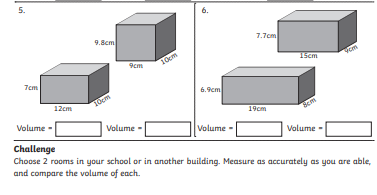 5.
9.8cm
9cm
10cm
7cm
12cm
10cm
Volume =
Volume =
6.
7.7cm
15cm
9cm
6.9cm
19cm
8cm
Volume =
Volume =
Challenge
Choose 2 rooms in your school or in another building. Measure as accurately as you are able,
and compare the volume of each.